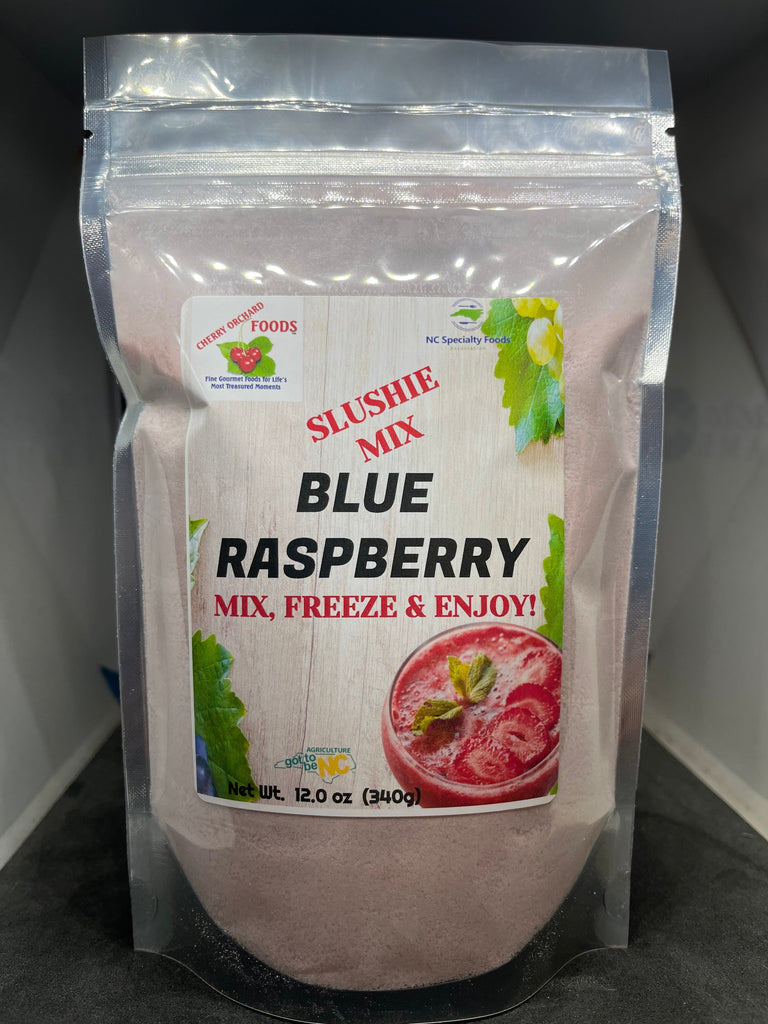 CHERRY ORCHARD
FOODS
Fine Gourmet Foods for Life's
Most Treasured Moments
NC Specialty Foods
Association
SLUSHIE
MIX
BLUE
RASPBERRY
MIX, FREEZE & ENJOY!
AGRICULTURE
got to
be NC
Net Wt. 12.0 oz (340g)